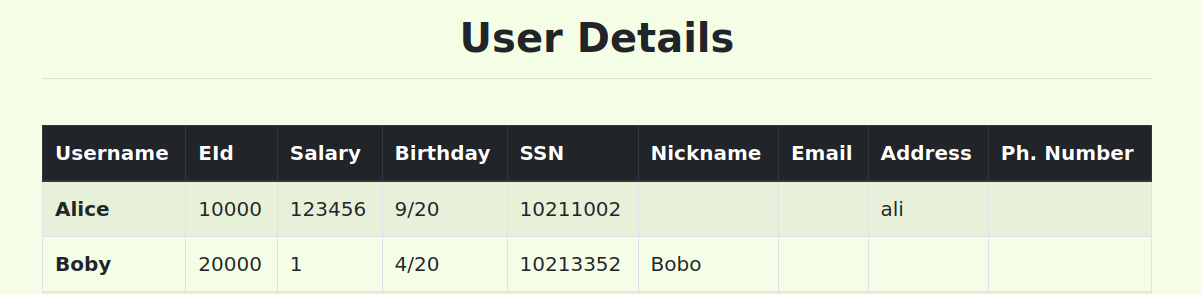 User Details
Username EId Salary Birthday SSN Nickname Email Address Ph. Number
Alice 10000 123456 9/20 10211002 ali
Boby 20000 1 4/20 10213352 Bobo